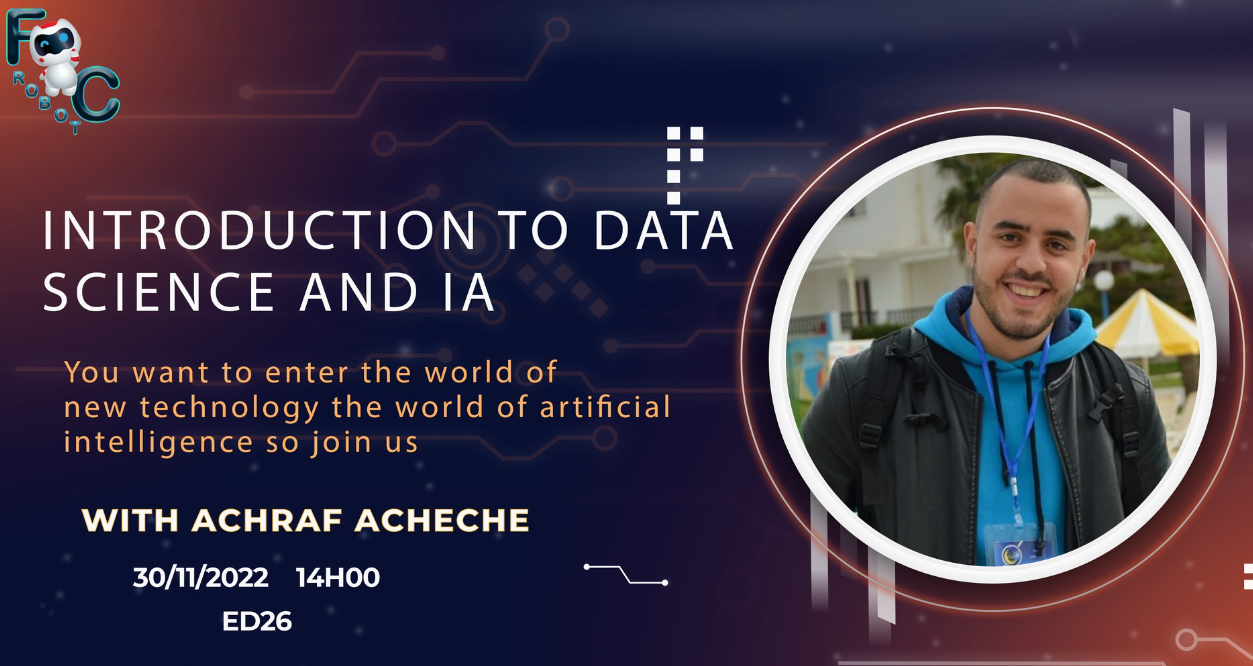 F
C
ROBOT
INTRODUCTION TO DATA
SCIENCE AND IA
You want to enter the world of
new technology the world of artificial
intelligence so join us
WITH ACHRAF ACHECHE
30/11/2022 14H00
ED26